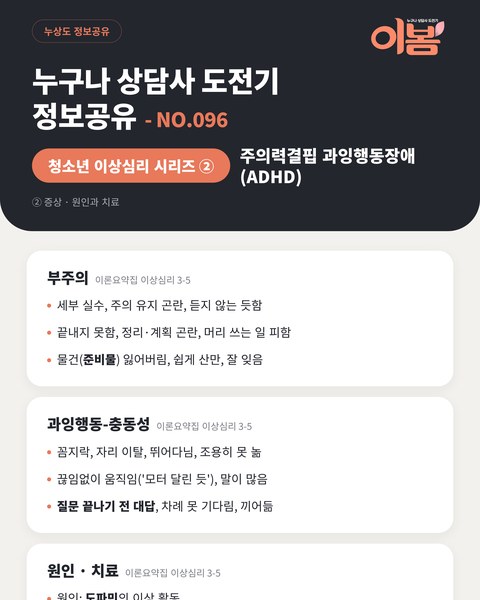 누상도 정보공유
누구나 상담사 도전기
이봄
누구나 상담사 도전기
정보공유 - NO.096
청소년 이상심리 시리즈 ②
주의력결핍 과잉행동장애
(ADHD)
② 증상 · 원인과 치료
부주의 이론요약집 이상심리 3-5
• 세부 실수, 주의 유지 곤란, 듣지 않는 듯함
• 끝내지 못함, 정리·계획 곤란, 머리 쓰는 일 피함
• 물건(준비물) 잃어버림, 쉽게 산만, 잘 잊음
과잉행동-충동성 이론요약집 이상심리 3-5
• 꼼지락, 자리 이탈, 뛰어다님, 조용히 못 놂
• 끊임없이 움직임('모터 달린 듯'), 말이 많음
• 질문 끝나기 전 대답, 차례 못 기다림, 끼어듦
원인 · 치료 이론요약집 이상심리 3-5
• 원인: 도파민의 이상 활동